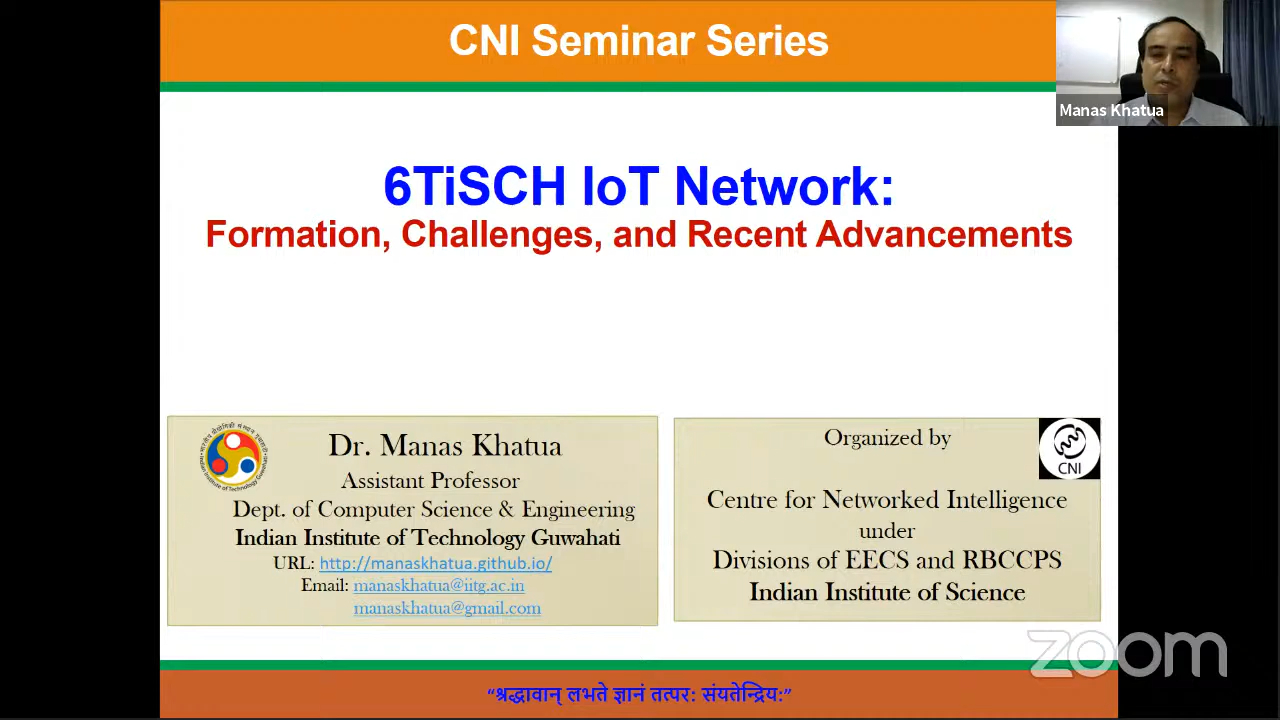 CNI Seminar Series
Manas Khatua
6TiSCH IoT Network:
Formation, Challenges, and Recent Advancements
Dr. Manas Khatua
Assistant Professor
Dept. of Computer Science & Engineering
Indian Institute of Technology Guwahati
URL: http://manaskhatua.github.io/
Email: manaskhatua@iitg.ac.in
manaskhatua@gmail.com
Organized by
CNI
Centre for Networked Intelligence
under
Divisions of EECS and RBCCPS
Indian Institute of Science
zoom
“श्रद्धावान् लभते ज्ञानं तत्पर: संयतेन्द्रिय:”